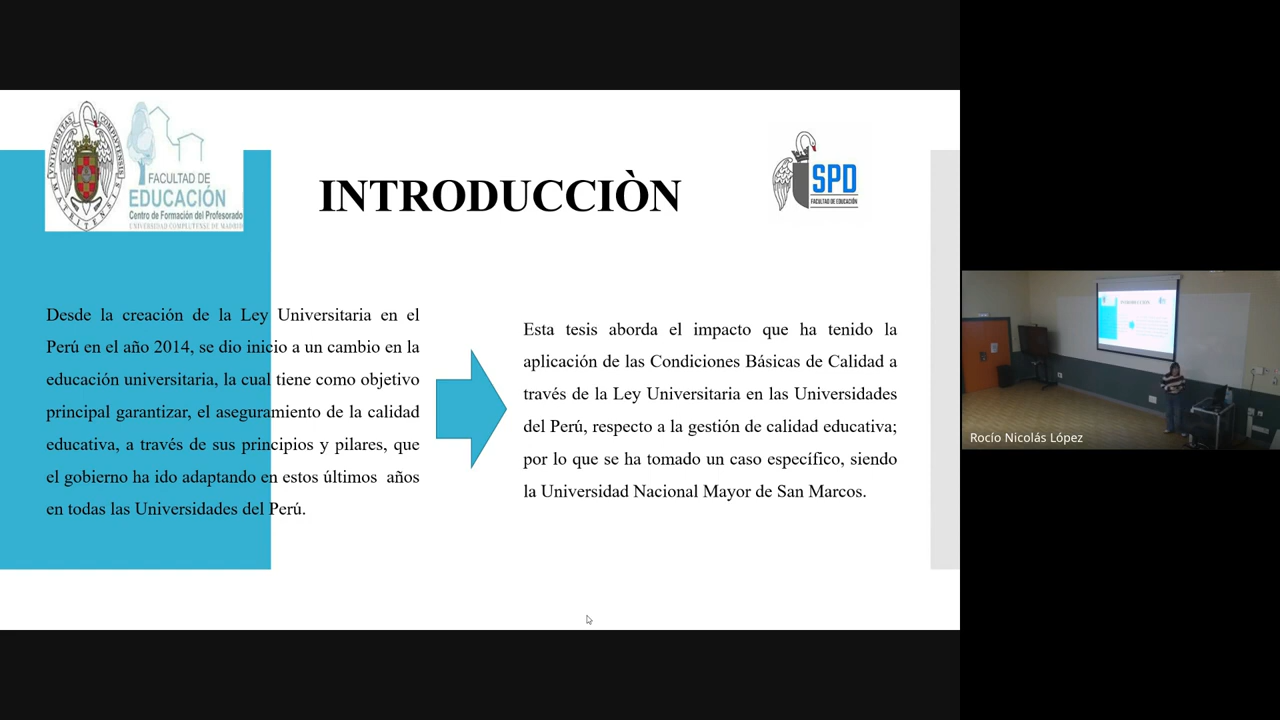 UNIVERSITAS COMPLUTENSIS
MATRITEN
FACULTAD DE
EDUCACIÓN
Centro de Formación del Profesorado
UNIVERSIDAD COMPLUTENSE DE MADRID
INTRODUCCIÒN
SPD
FACULTAD DE EDUCACIÓN
Desde la creación de la Ley Universitaria en el
Perú en el año 2014, se dio inicio a un cambio en la
educación universitaria, la cual tiene como objetivo
principal garantizar, el aseguramiento de la calidad
educativa, a través de sus principios y pilares, que
el gobierno ha ido adaptando en estos últimos  años
en todas las Universidades del Perú.
Esta tesis aborda el impacto que ha tenido la
aplicación de las Condiciones Básicas de Calidad a
través de la Ley Universitaria en las Universidades
del Perú, respecto a la gestión de calidad educativa;
por lo que se ha tomado un caso específico, siendo
la Universidad Nacional Mayor de San Marcos.
INTRODUCCIÒN
Rocío Nicolás López